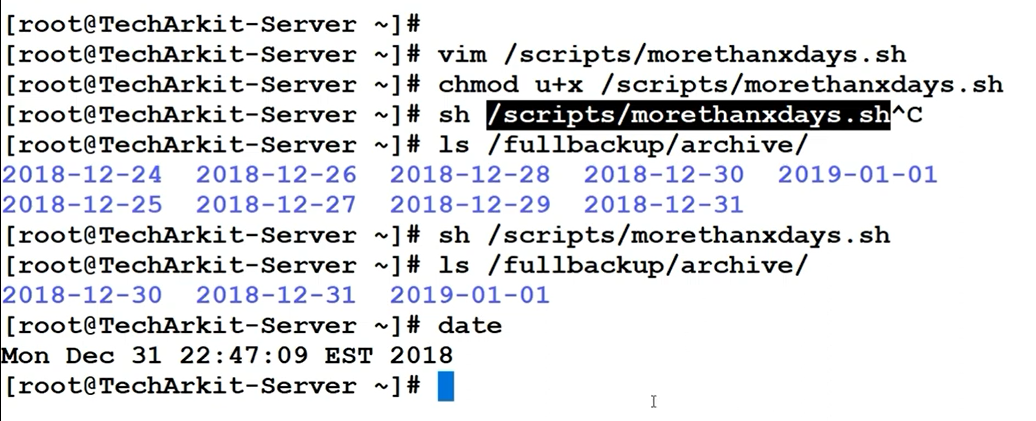 [root@TechArkit-Server ~]#
[root@TechArkit-Server ~]# vim /scripts/morethanxdays.sh
[root@TechArkit-Server ~]# chmod u+x /scripts/morethanxdays.sh
[root@TechArkit-Server ~]# sh /scripts/morethanxdays.sh^C
[root@TechArkit-Server ~]# ls /fullbackup/archive/
2018-12-24  2018-12-26  2018-12-28  2018-12-30  2019-01-01
2018-12-25  2018-12-27  2018-12-29  2018-12-31
[root@TechArkit-Server ~]# sh /scripts/morethanxdays.sh
[root@TechArkit-Server ~]# ls /fullbackup/archive/
2018-12-30  2018-12-31  2019-01-01
[root@TechArkit-Server ~]# date
Mon Dec 31 22:47:09 EST 2018
[root@TechArkit-Server ~]#